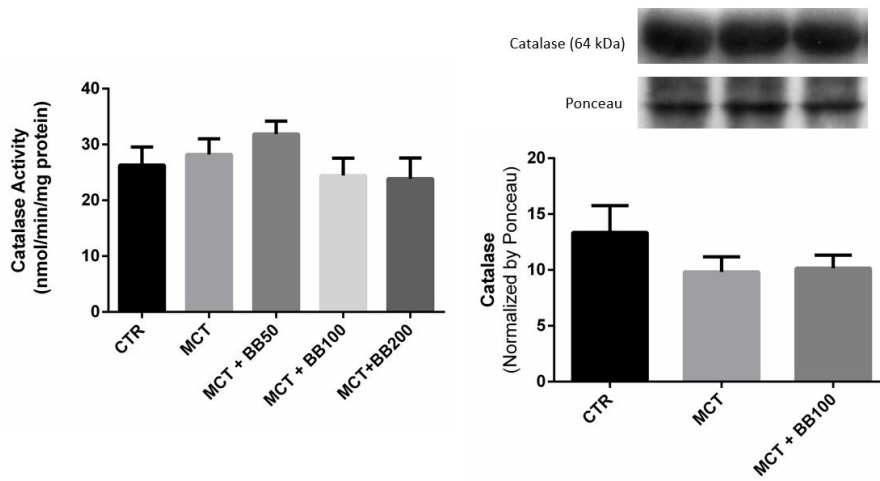 Catalase Activity
(nmol/min/mg protein)
40
30
20
10
0
CTR
MCT
MCT + BB50
MCT + BB100
MCT+BB200
Catalase (64 kDa)
Ponceau
Catalase
(Normalized by Ponceau)
20
15
10
5
0
CTR
MCT
MCT + BB100